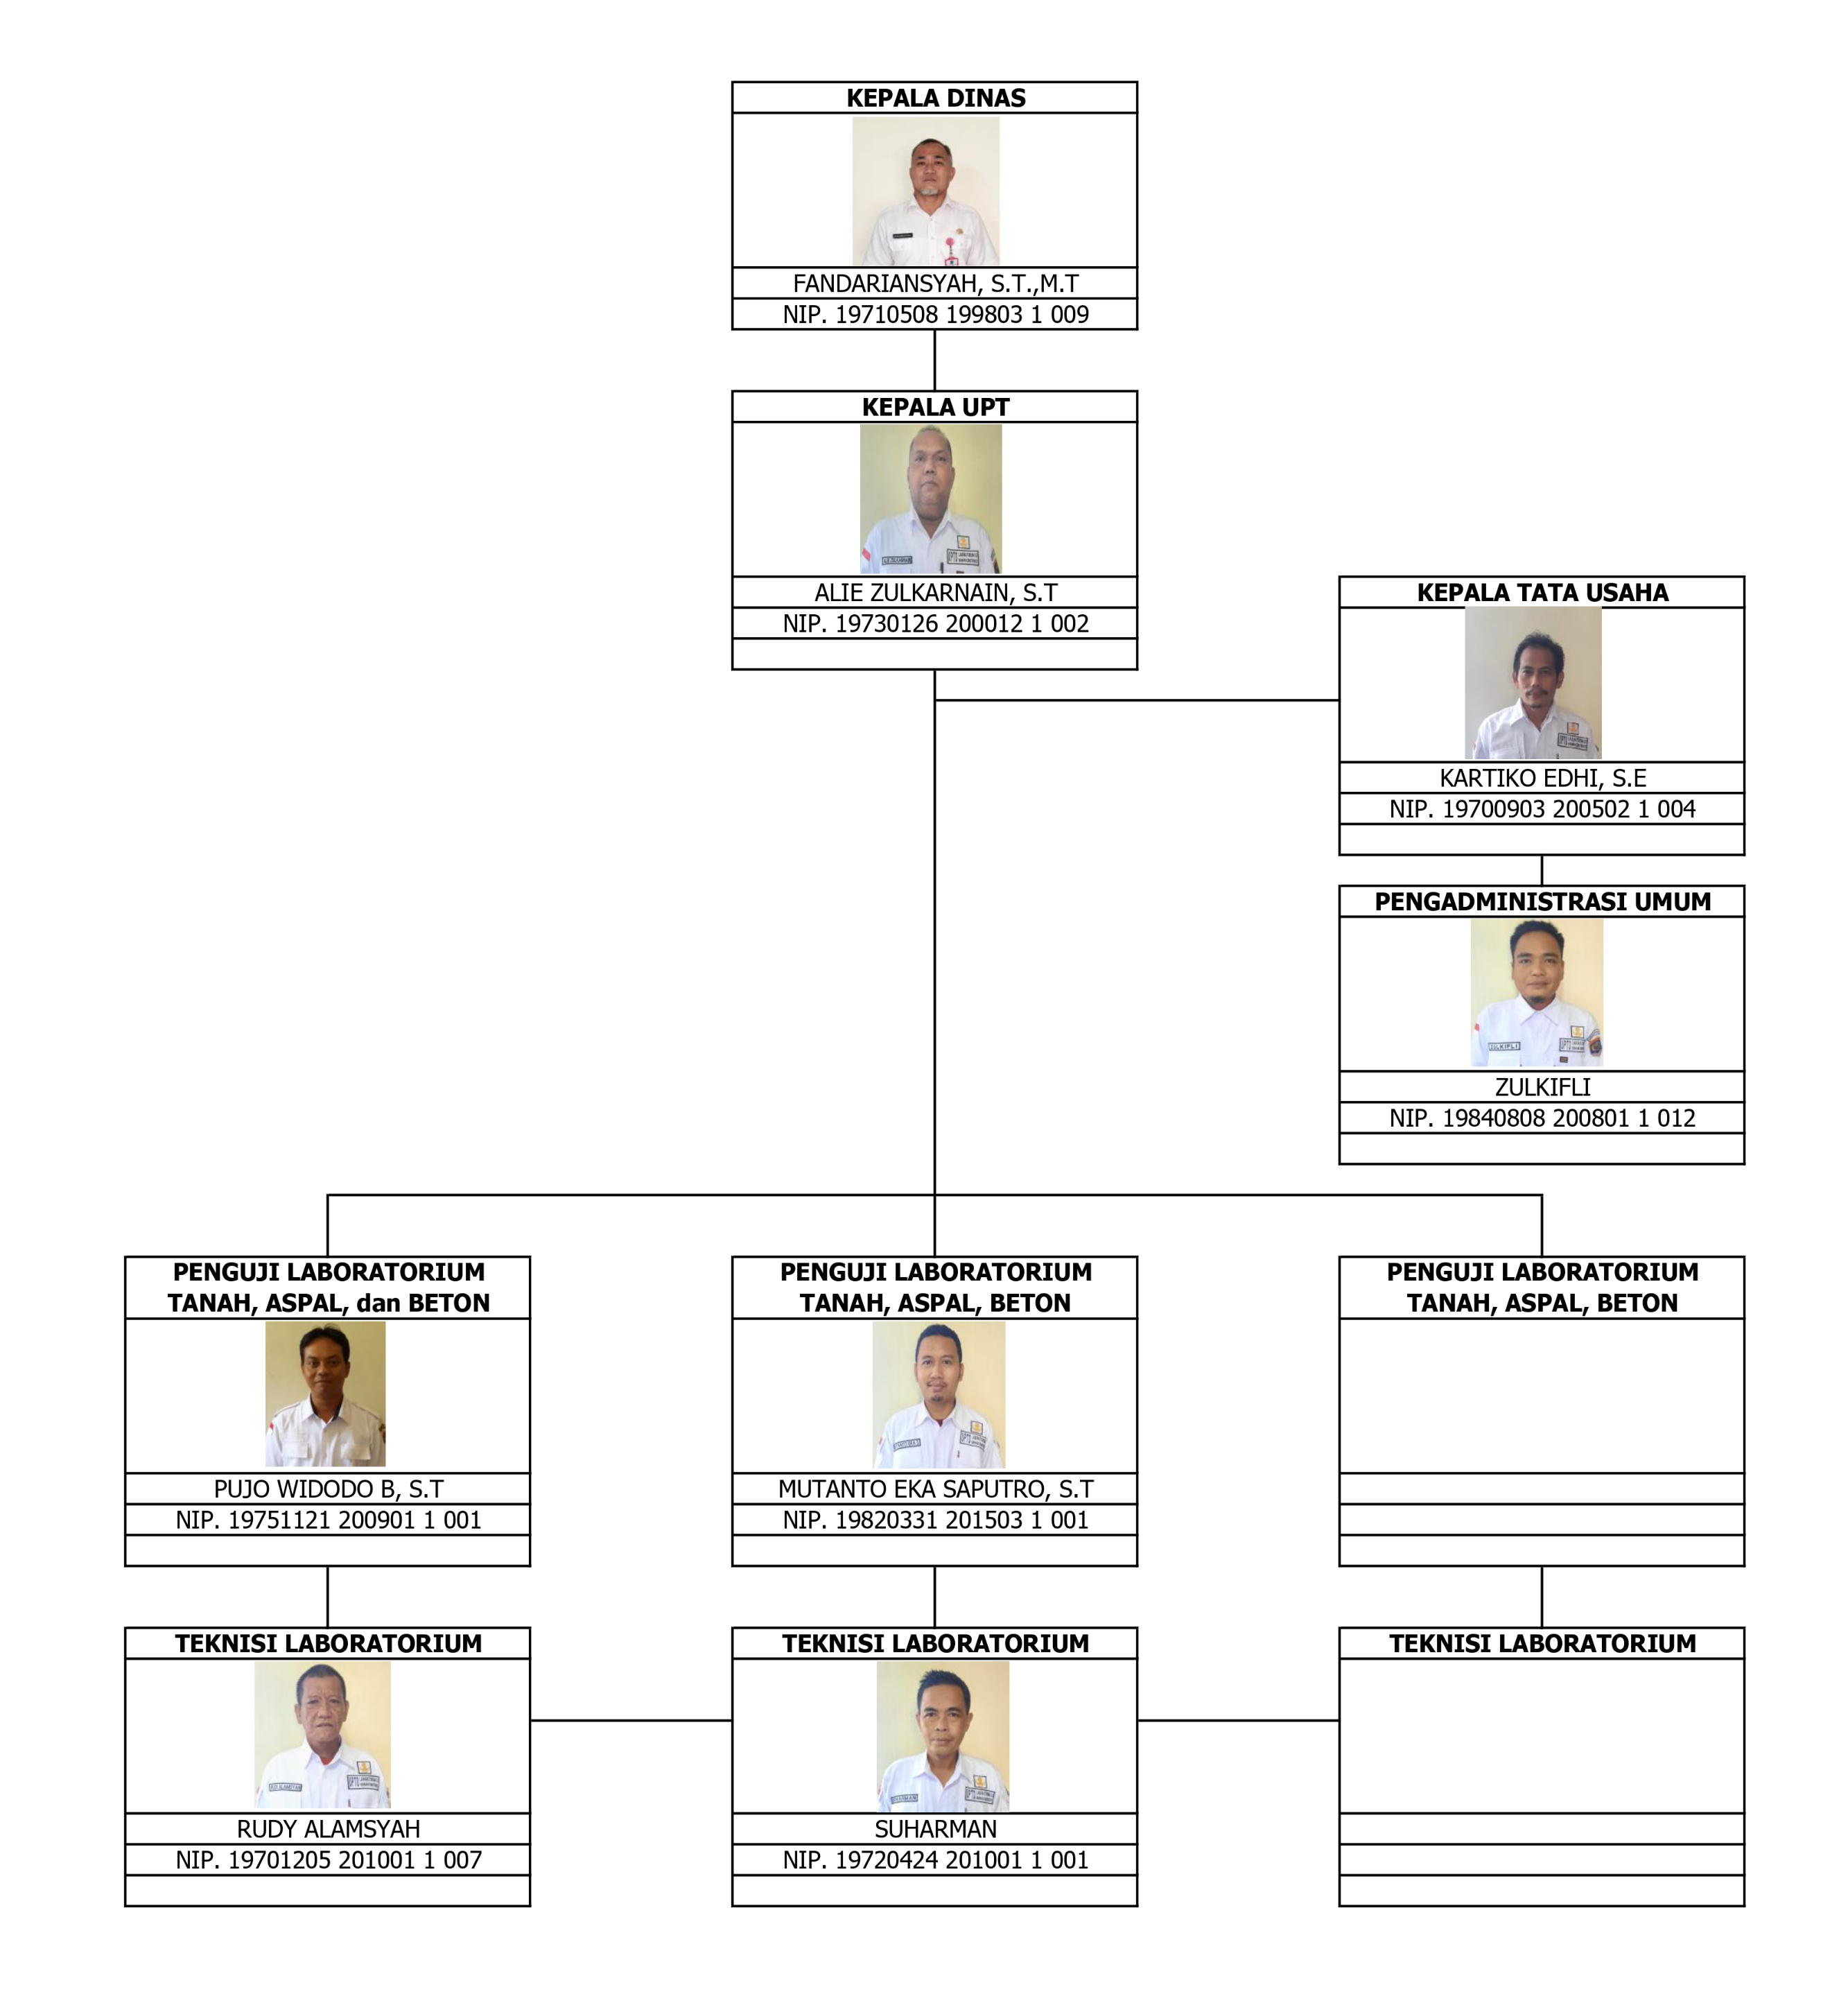 KEPALA DINAS
FANDARIANSYAH, S.T.,M.T
NIP. 19710508 199803 1 009
KEPALA UPT
ALIE ZULKARNAIN, S.T
NIP. 19730126 200012 1 002
KEPALA TATA USAHA
KARTIKO EDHI, S.E
NIP. 19700903 200502 1 004
PENGADMINISTRASI UMUM
ZULKIFLI
ZULKIFLI
NIP. 19840808 200801 1 012
PENGUJI LABORATORIUM
TANAH, ASPAL, dan BETON
PUJO WIDODO B, S.T
NIP. 19751121 200901 1 001
PENGUJI LABORATORIUM
TANAH, ASPAL, BETON
MUTANTO EKA SAPUTRO, S.T
NIP. 19820331 201503 1 001
PENGUJI LABORATORIUM
TANAH, ASPAL, BETON
TEKNISI LABORATORIUM
RUDY ALAMSYAH
NIP. 19701205 201001 1 007
TEKNISI LABORATORIUM
SUHARMAN
NIP. 19720424 201001 1 001
TEKNISI LABORATORIUM